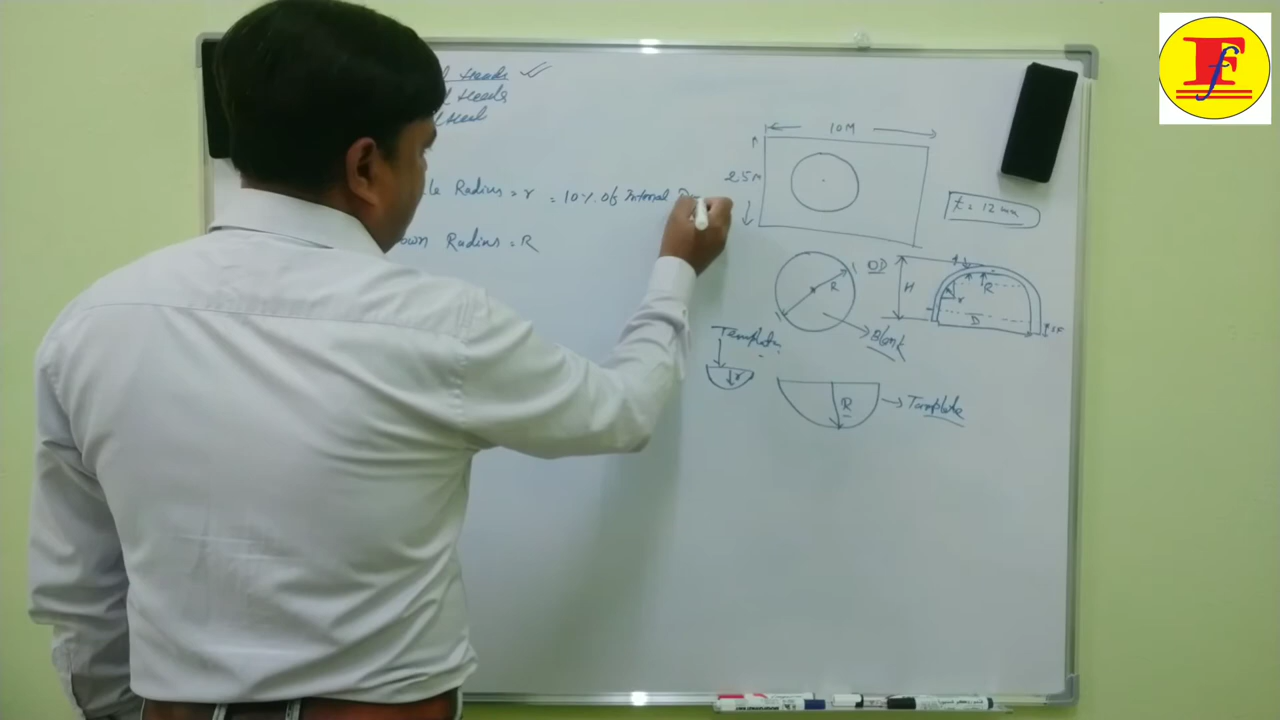 Heads ✓
Heads
Head
le Radius = r = 10% Of Internal
own Radius = R
10M
2.5M
t = 12 mm
OD
R
Blank
H
t
R
r
D
SF
Template
r
R
Template
F
f